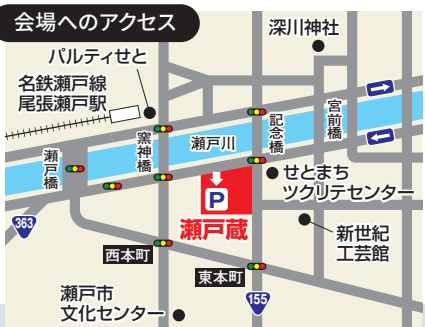 会場へのアクセス
深川神社
パルティせと
名鉄瀬戸線
尾張瀬戸駅
宮前橋
記念橋
瀬戸川
窯神橋
瀬戸橋
せとまち
ツクリテセンター
P
瀬戸蔵
363
新世紀
工芸館
西本町
東本町
155
瀬戸市
文化センター